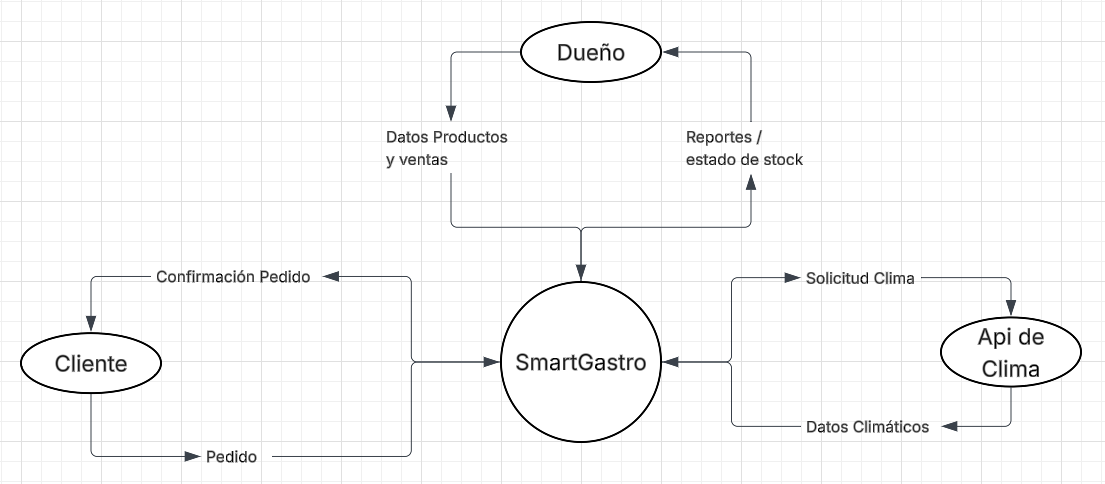 Dueño
Datos Productos
y ventas
Reportes /
estado de stock
Confirmación Pedido
Solicitud Clima
Cliente
SmartGastro
Api de
Clima
Pedido
Datos Climáticos